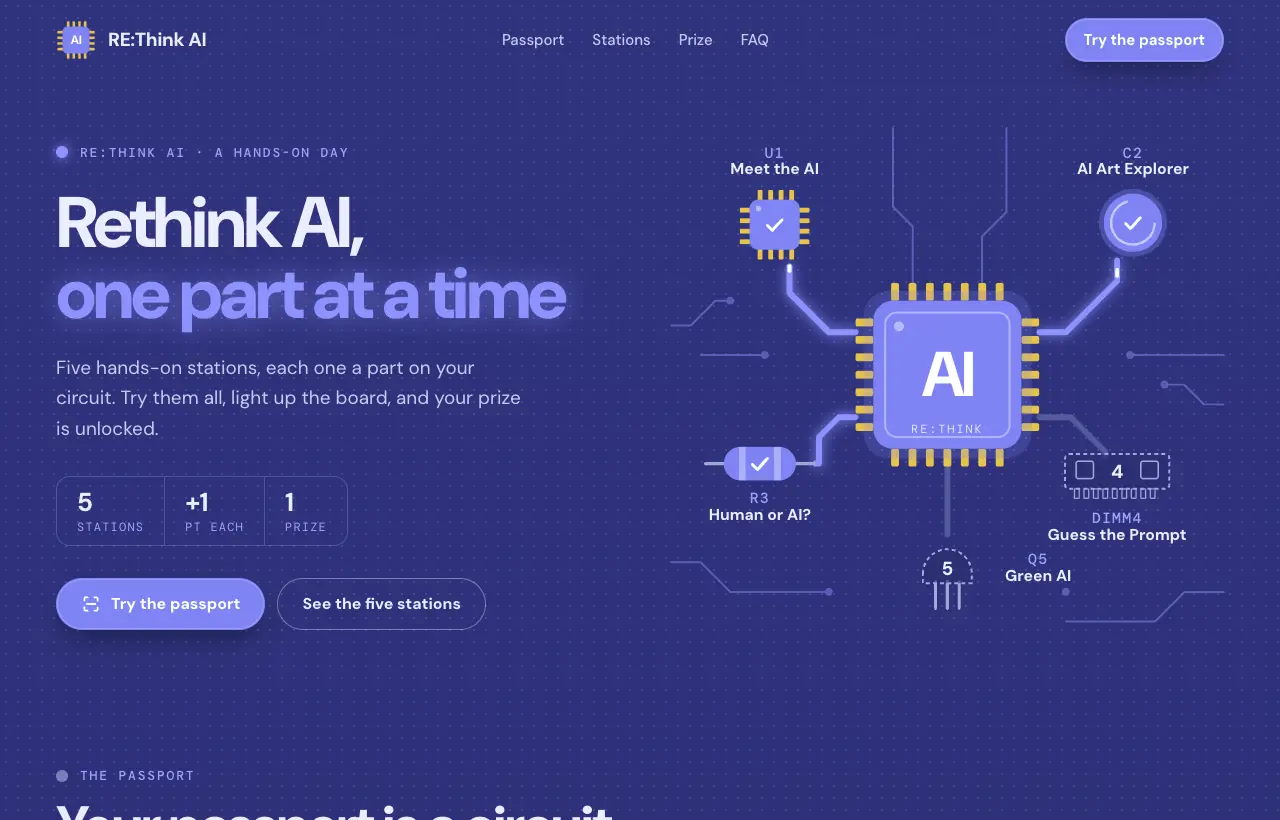 AI
RE:Think AI
Passport
Stations
Prize
FAQ
Try the passport
RE:THINK AI · A HANDS-ON DAY
Rethink AI,
one part at a time
Five hands-on stations, each one a part on your
circuit. Try them all, light up the board, and your prize
is unlocked.
5
STATIONS
+1
PT EACH
1
PRIZE
Try the passport
See the five stations
U1
Meet the AI
C2
AI Art Explorer
AI
RE:THINK
R3
Human or AI?
4
DIMM4
Guess the Prompt
5
Q5
Green AI
THE PASSPORT
Your passport is a circuit